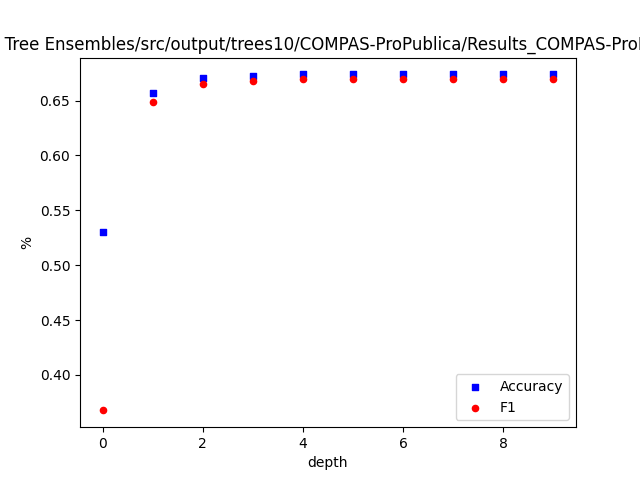 Tree Ensembles/src/output/trees10/COMPAS-ProPublica/Results_COMPAS-ProP
%
0.65
0.60
0.55
0.50
0.45
0.40
Accuracy
F1
0 2 4 6 8
depth